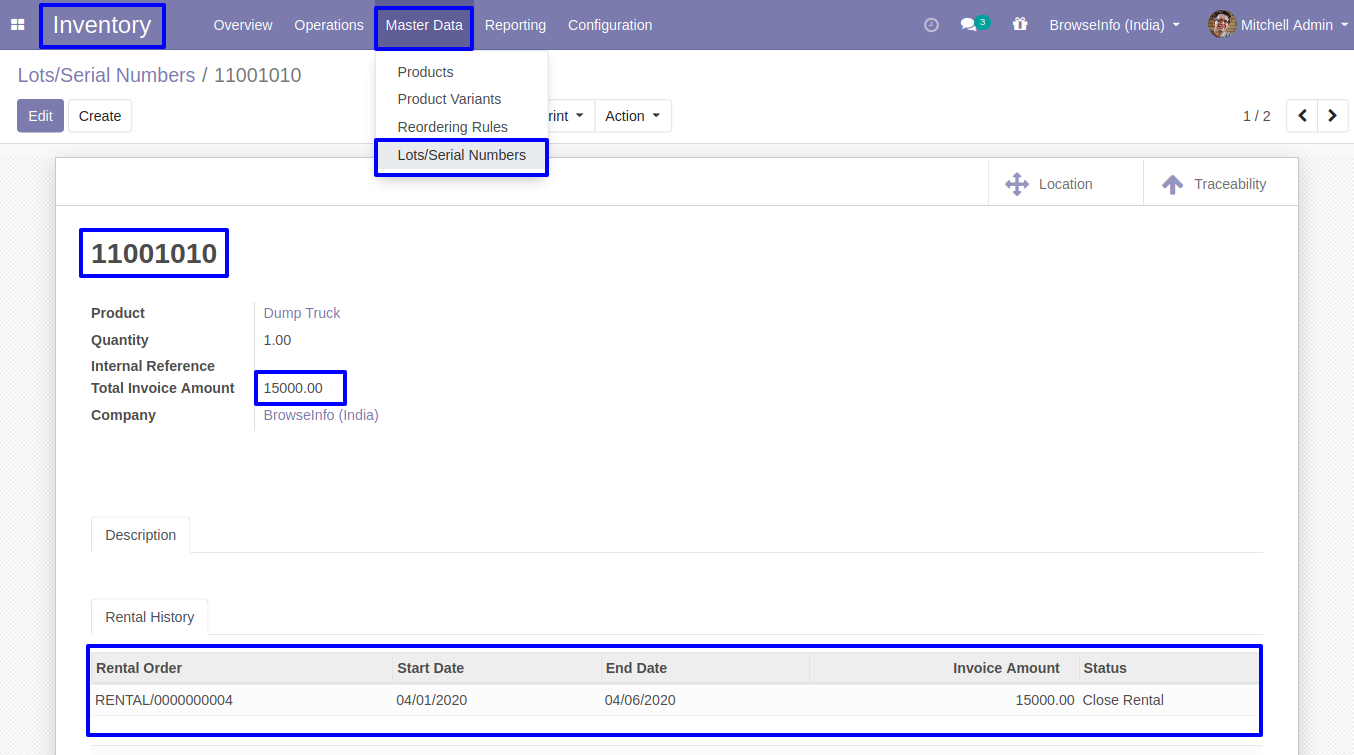 Inventory Overview Operations Master Data Reporting Configuration 3 BrowseInfo (India) Mitchell Admin
Lots/Serial Numbers / 11001010
Products
Product Variants
Reordering Rules
Lots/Serial Numbers
Edit Create rint Action 1 / 2
Location Traceability
11001010
Product Dump Truck
Quantity 1.00
Internal Reference
Total Invoice Amount 15000.00
Company BrowseInfo (India)
Description
Rental History
Rental Order Start Date End Date Invoice Amount Status
RENTAL/0000000004 04/01/2020 04/06/2020 15000.00 Close Rental